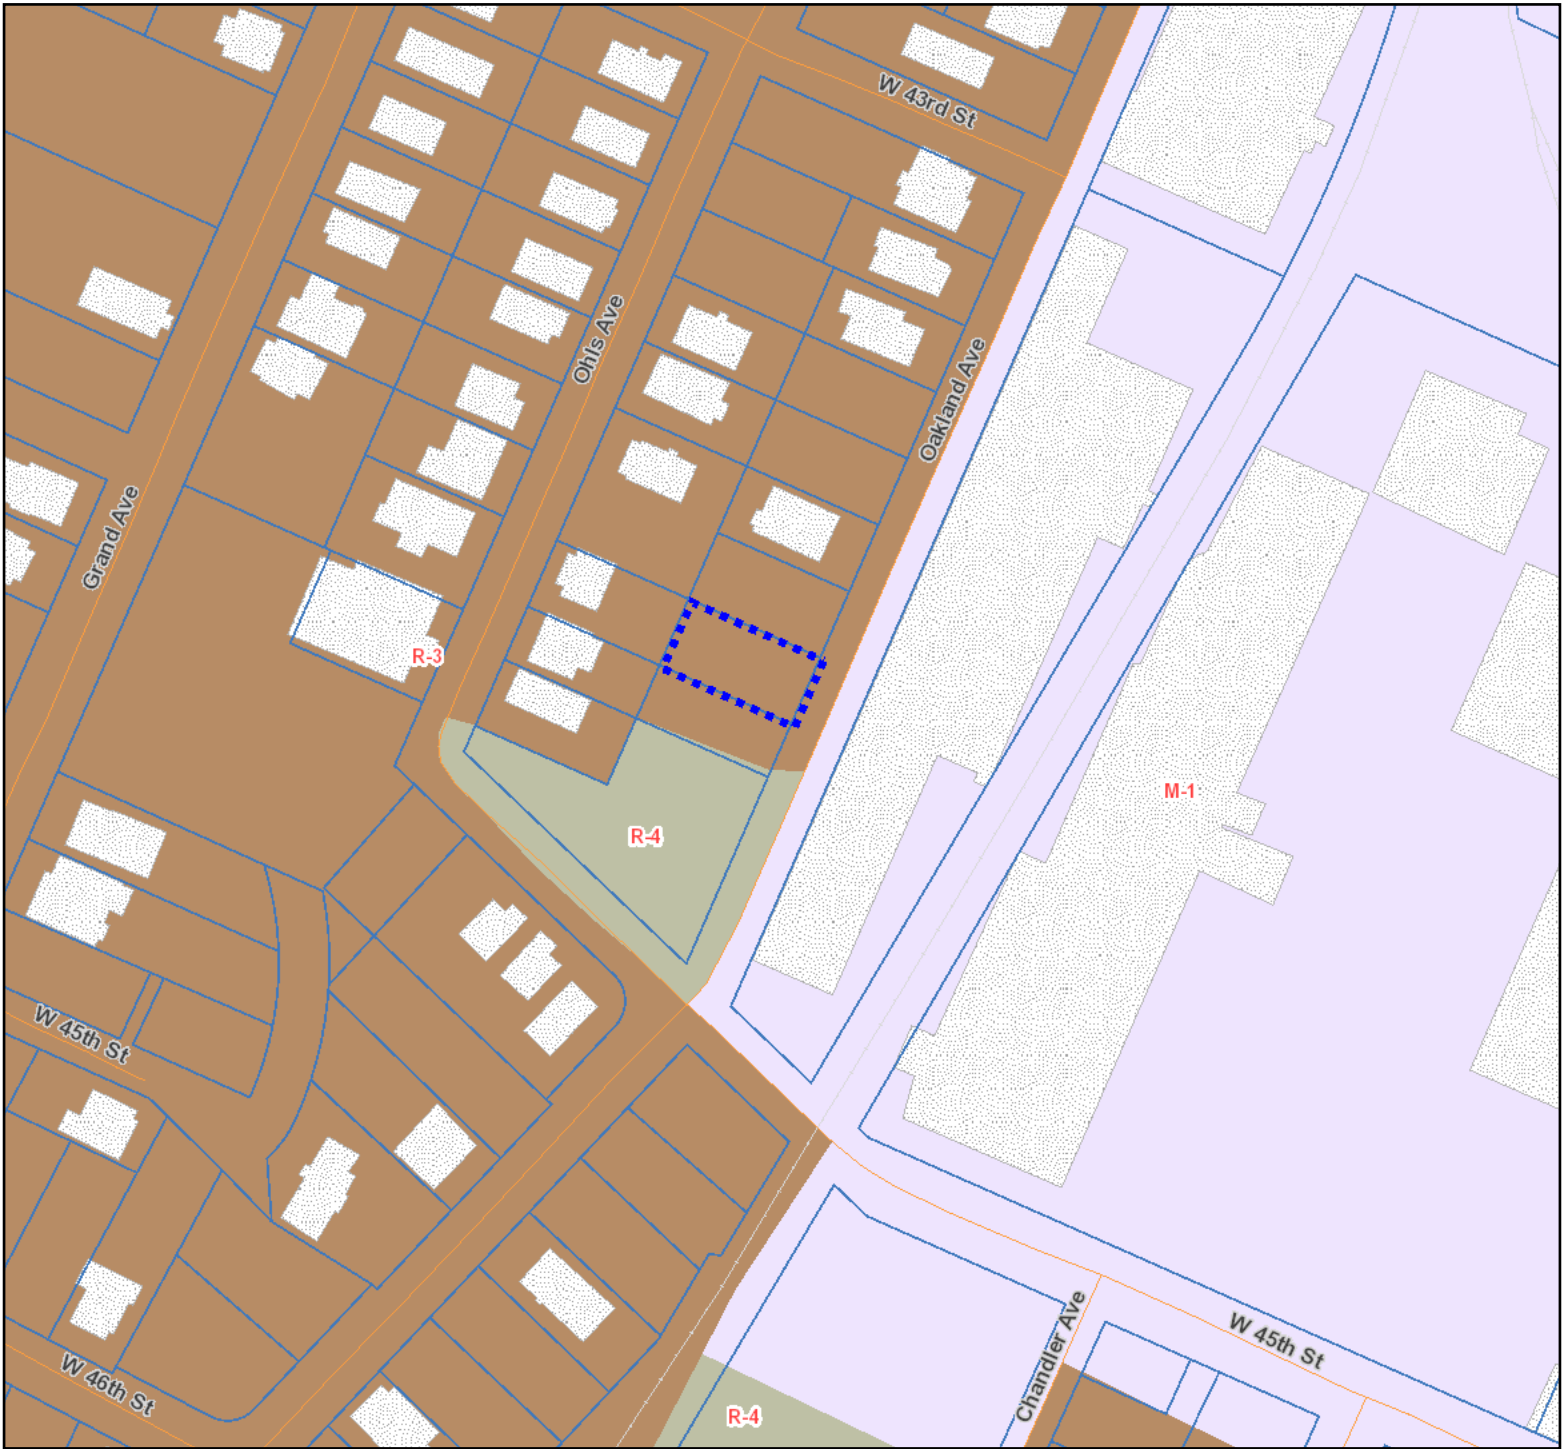 W 43rd St
Ohls Ave
Oakland Ave
Grand Ave
R-3
M-1
R-4
W 45th St
Chandler Ave
W 45th St
W 46th St
R-4